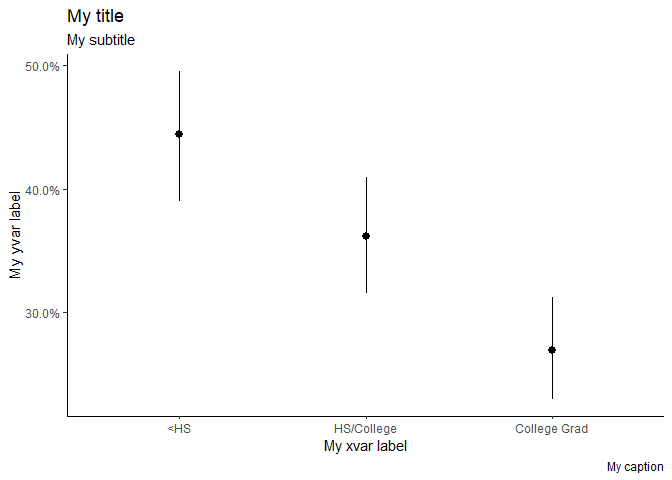 My title
My subtitle
50.0%
40.0%
30.0%
My yvar label
<HS
HS/College
College Grad
My xvar label
My caption